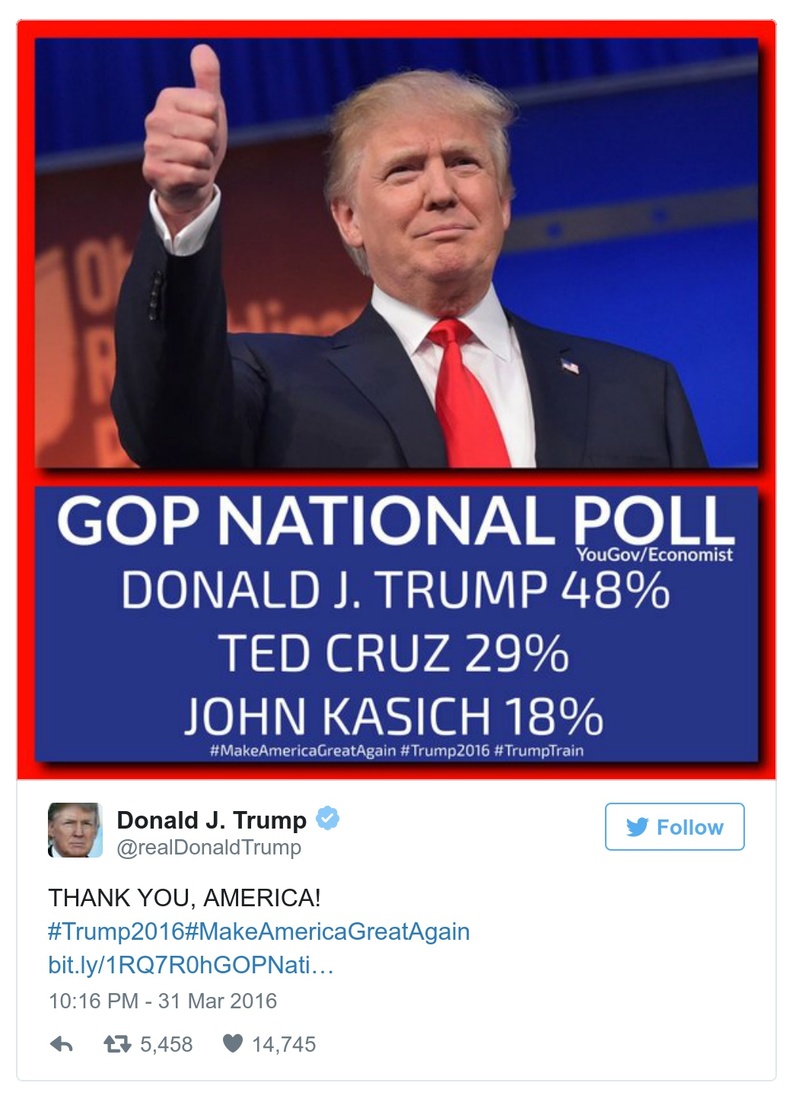 Oh
R
P
GOP NATIONAL POLL
YouGov/Economist
DONALD J. TRUMP 48%
TED CRUZ 29%
JOHN KASICH 18%
#MakeAmericaGreatAgain #Trump2016 #TrumpTrain
Donald J. Trump
@realDonaldTrump
Follow
THANK YOU, AMERICA!
#Trump2016#MakeAmericaGreatAgain
bit.ly/1RQ7R0hGOPNati…
10:16 PM - 31 Mar 2016
5,458 14,745